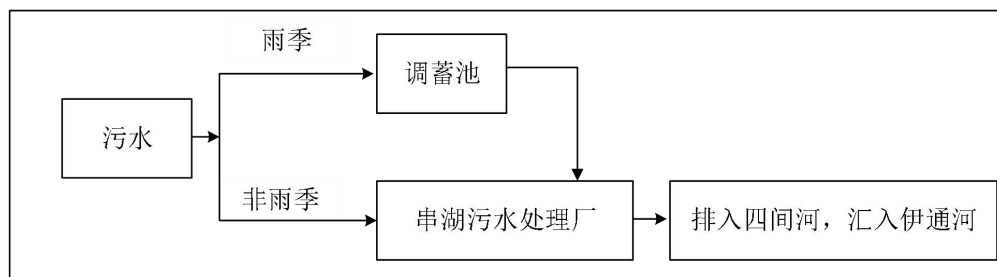 雨季
调蓄池
污水
非雨季
串湖污水处理厂
排入四间河，汇入伊通河